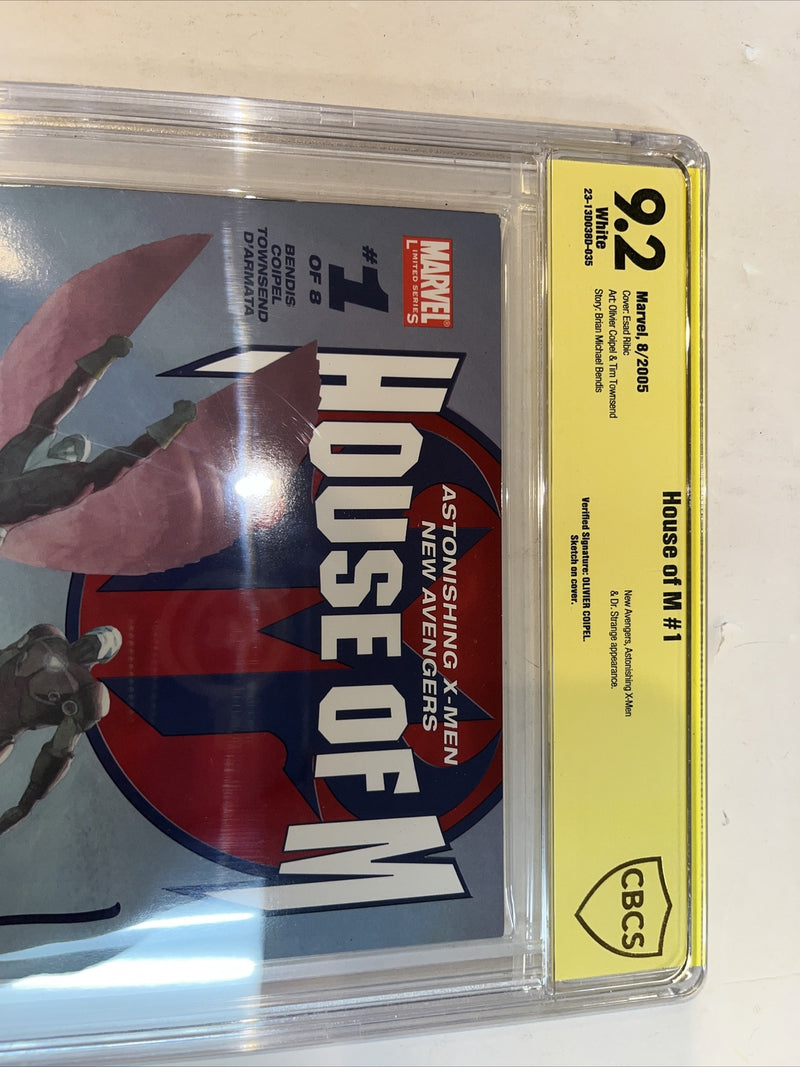 9.2
White
23-13D038D-035
Marvel, 8/2005
Cover: Esad Ribic
Art: Olivier Coipel & Tim Townsend
Story: Brian Michael Bendis
House of M #1
New Avengers, Astonishing X-Men
& Dr. Strange appearance.
Verified Signature: OLIVIER COIPEL.
Sketch on cover.
CBCS
MARVEL®
LIMITED SERIES
#1
OF 8
BENDIS
COIPEL
TOWNSEND
D'ARMATA
ASTONISHING X-MEN
NEW AVENGERS
HOUSE OF M